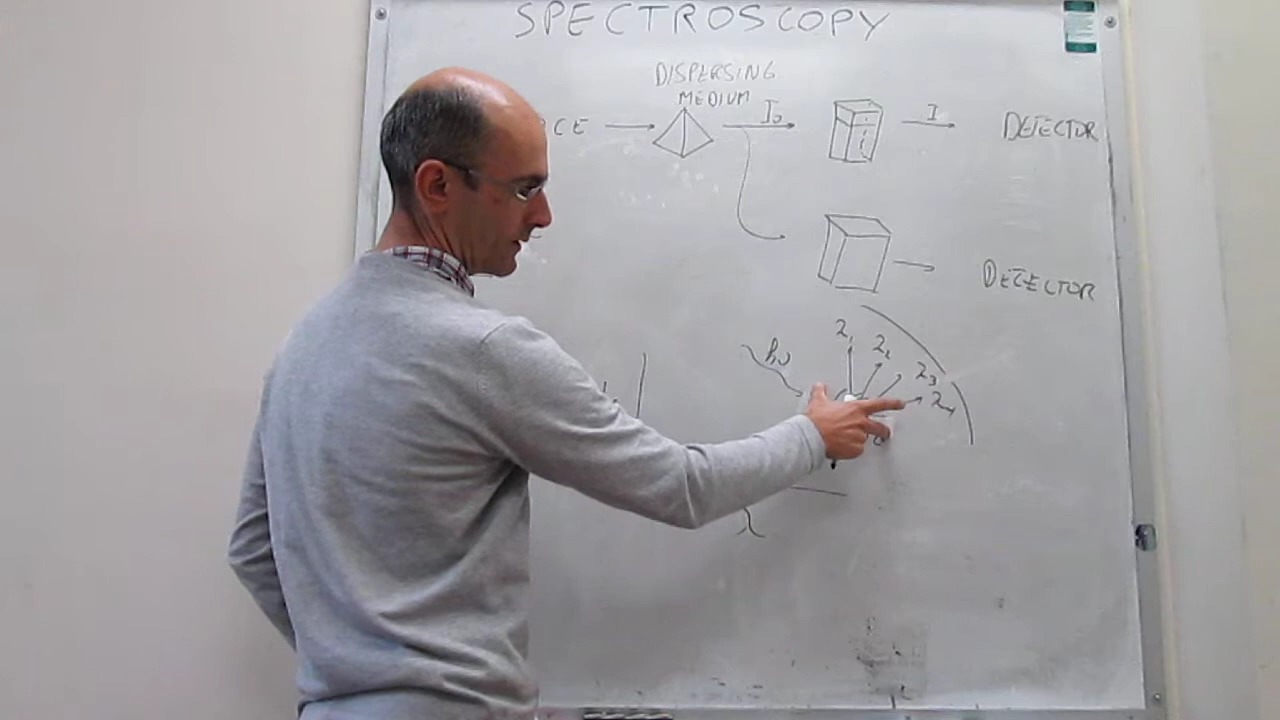 SPECTROSCOPY
DISPERSING
MEDIUM
CE
I₀
I
DETECTOR
DETECTOR
hν
λ₁
λ₂
λ₃
λ₄
λ